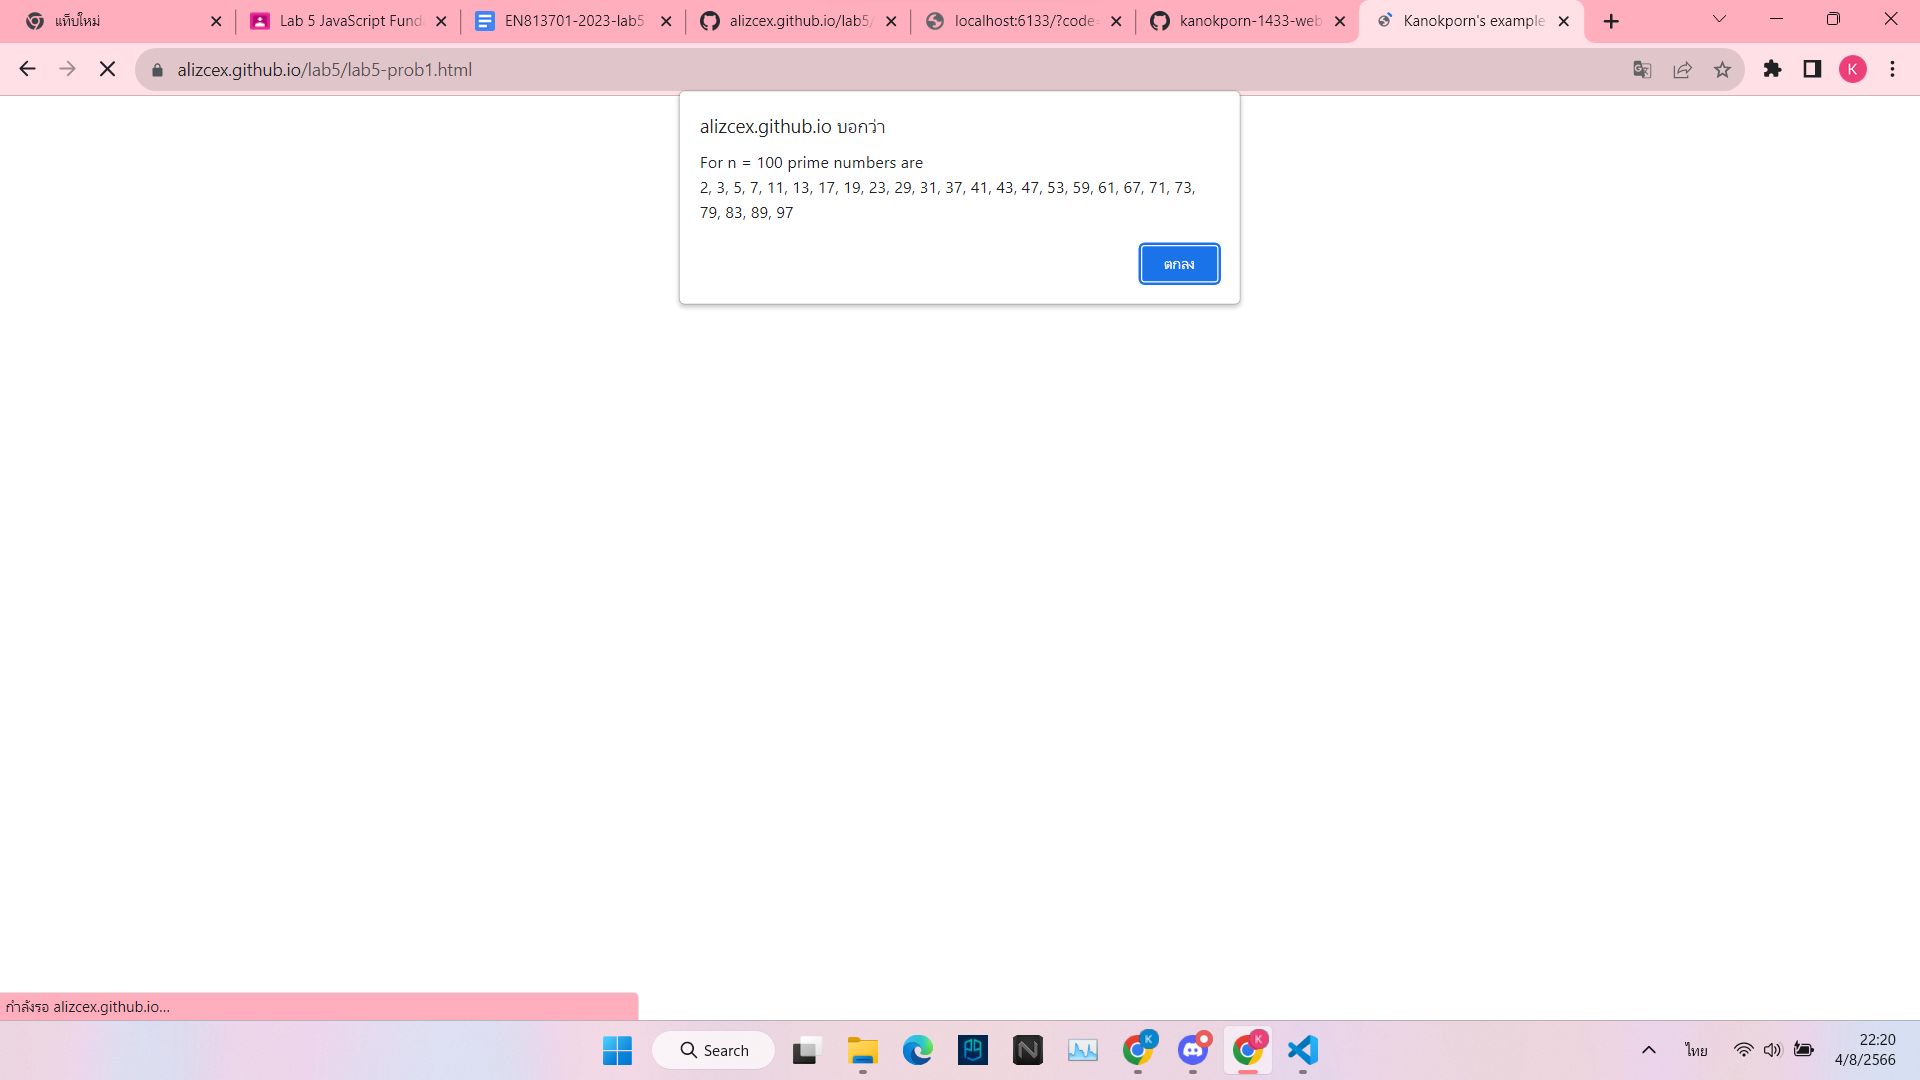 แท็บใหม่
Lab 5 JavaScript Fund
EN813701-2023-lab5
alizcex.github.io/lab5/
localhost:6133/?code=
kanokporn-1433-web
Kanokporn's example
alizcex.github.io/lab5/lab5-prob1.html
K
alizcex.github.io บอกว่า
For n = 100 prime numbers are
2, 3, 5, 7, 11, 13, 17, 19, 23, 29, 31, 37, 41, 43, 47, 53, 59, 61, 67, 71, 73,
79, 83, 89, 97
ตกลง
กำลังรอ alizcex.github.io...
Search
K
K
ไทย
22:20
4/8/2566